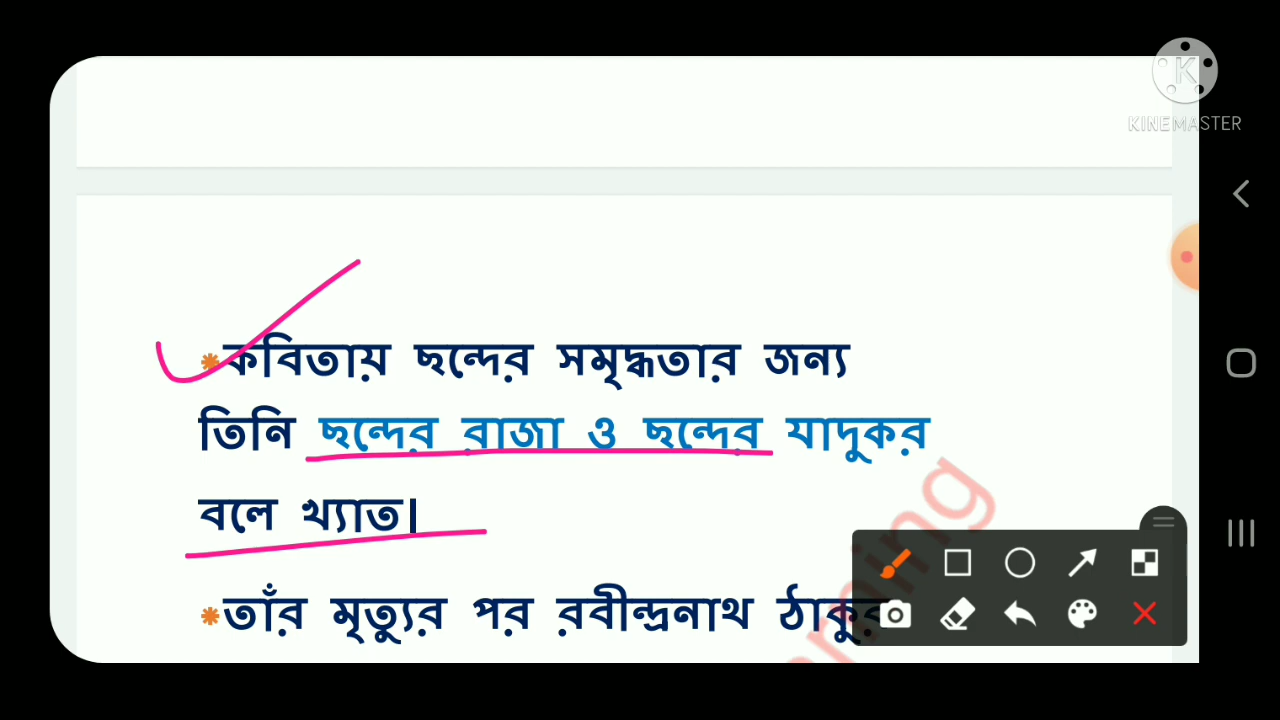 KINEMASTER
কবিতায় ছন্দের সমৃদ্ধতার জন্য
তিনি ছন্দের রাজা ও ছন্দের যাদুকর
বলে খ্যাত।
তাঁর মৃত্যুর পর রবীন্দ্রনাথ ঠাকুর